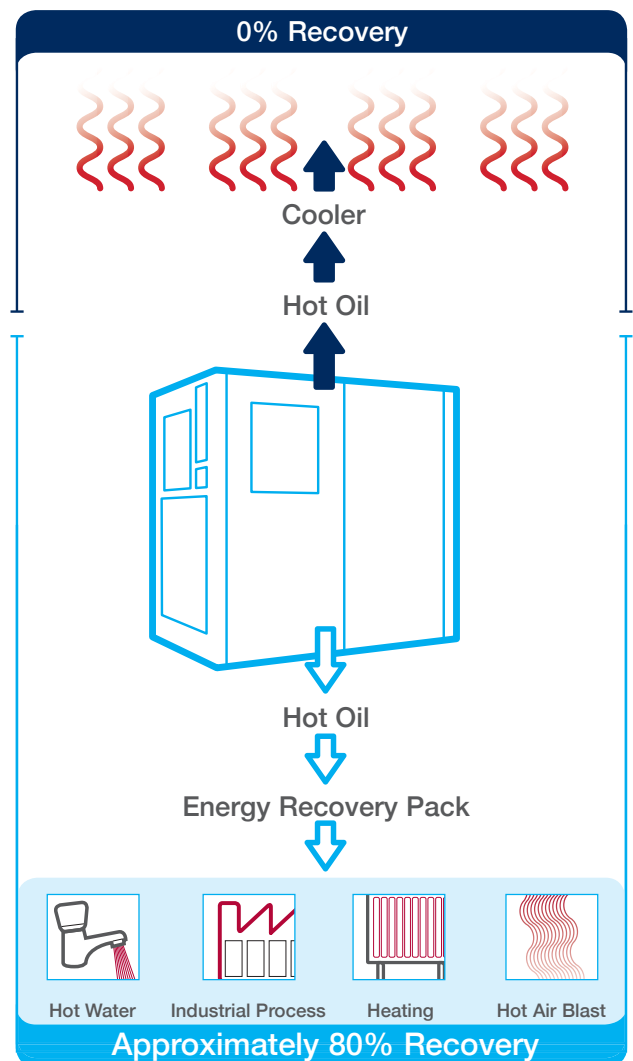 0% Recovery
Cooler
Hot Oil
Hot Oil
Energy Recovery Pack
Hot Water
Industrial Process
Heating
Hot Air Blast
Approximately 80% Recovery